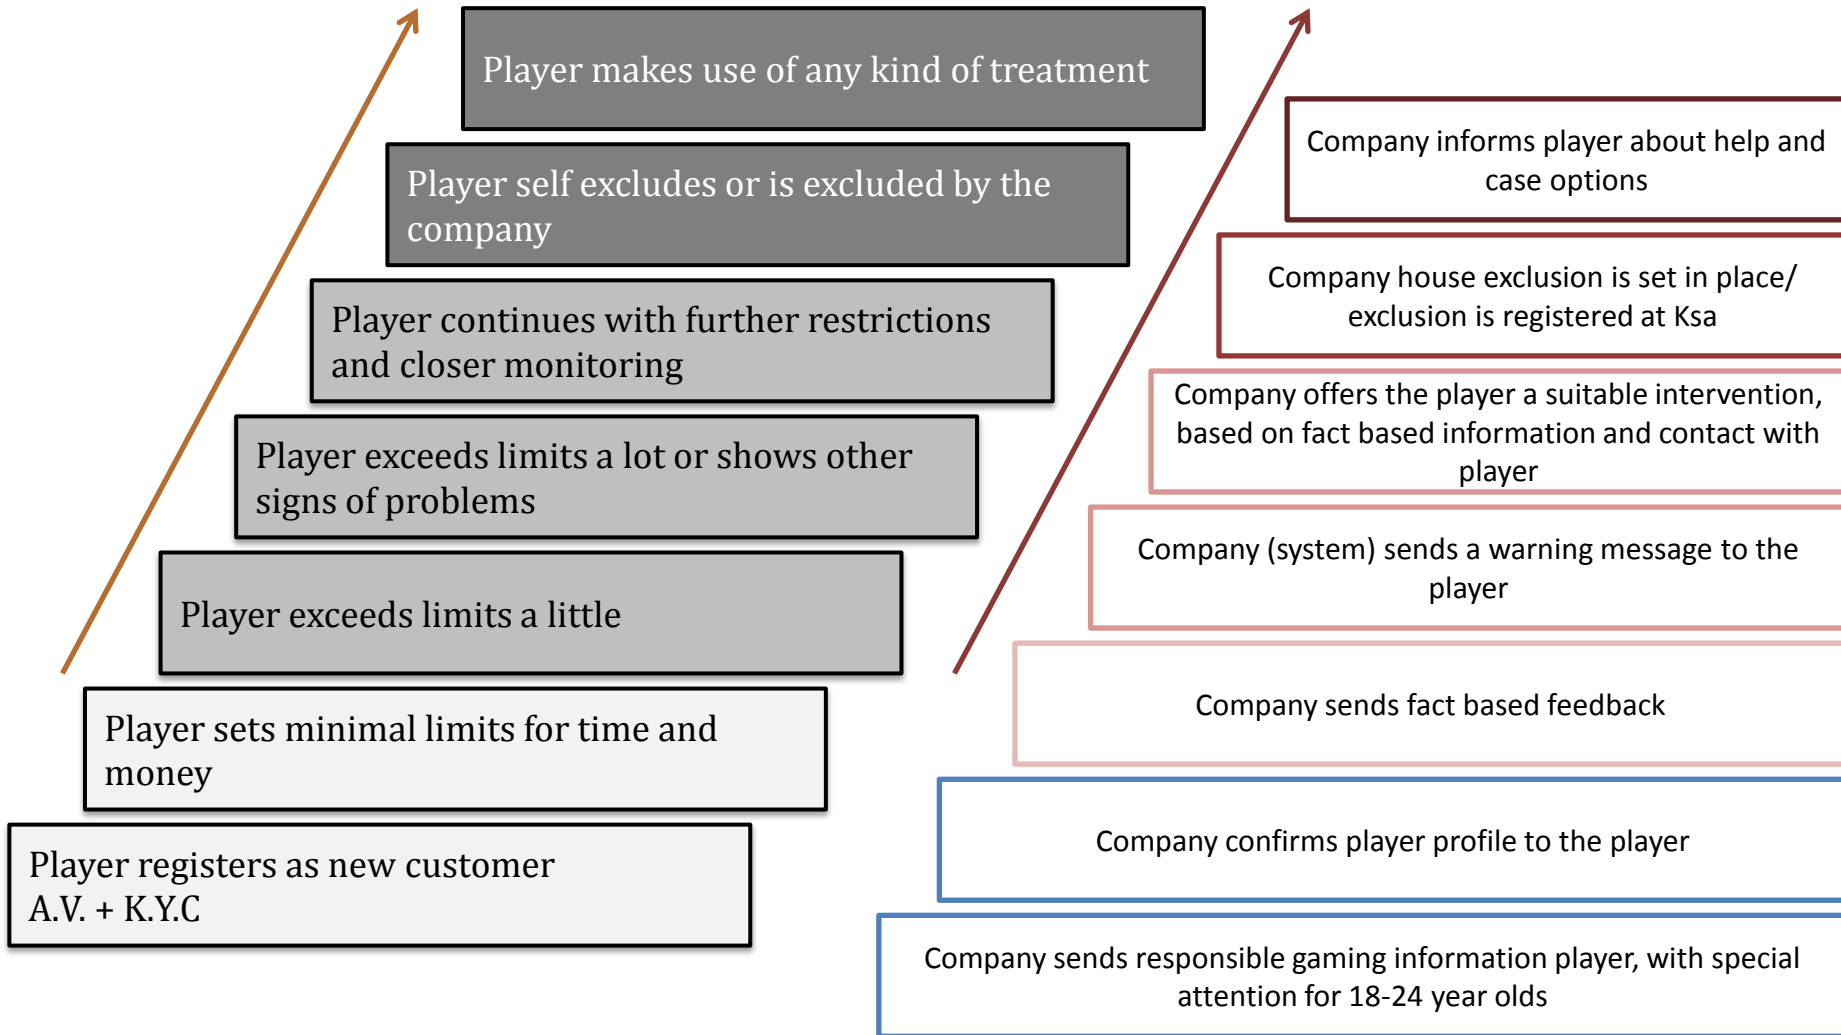 Player makes use of any kind of treatment
Player self excludes or is excluded by the
company
Player continues with further restrictions
and closer monitoring
Player exceeds limits a lot or shows other
signs of problems
Player exceeds limits a little
Player sets minimal limits for time and
money
Player registers as new customer
A.V. + K.Y.C
Company informs player about help and
case options
Company house exclusion is set in place/
exclusion is registered at Ksa
Company offers the player a suitable intervention,
based on fact based information and contact with
player
Company (system) sends a warning message to the
player
Company sends fact based feedback
Company confirms player profile to the player
Company sends responsible gaming information player, with special
attention for 18-24 year olds